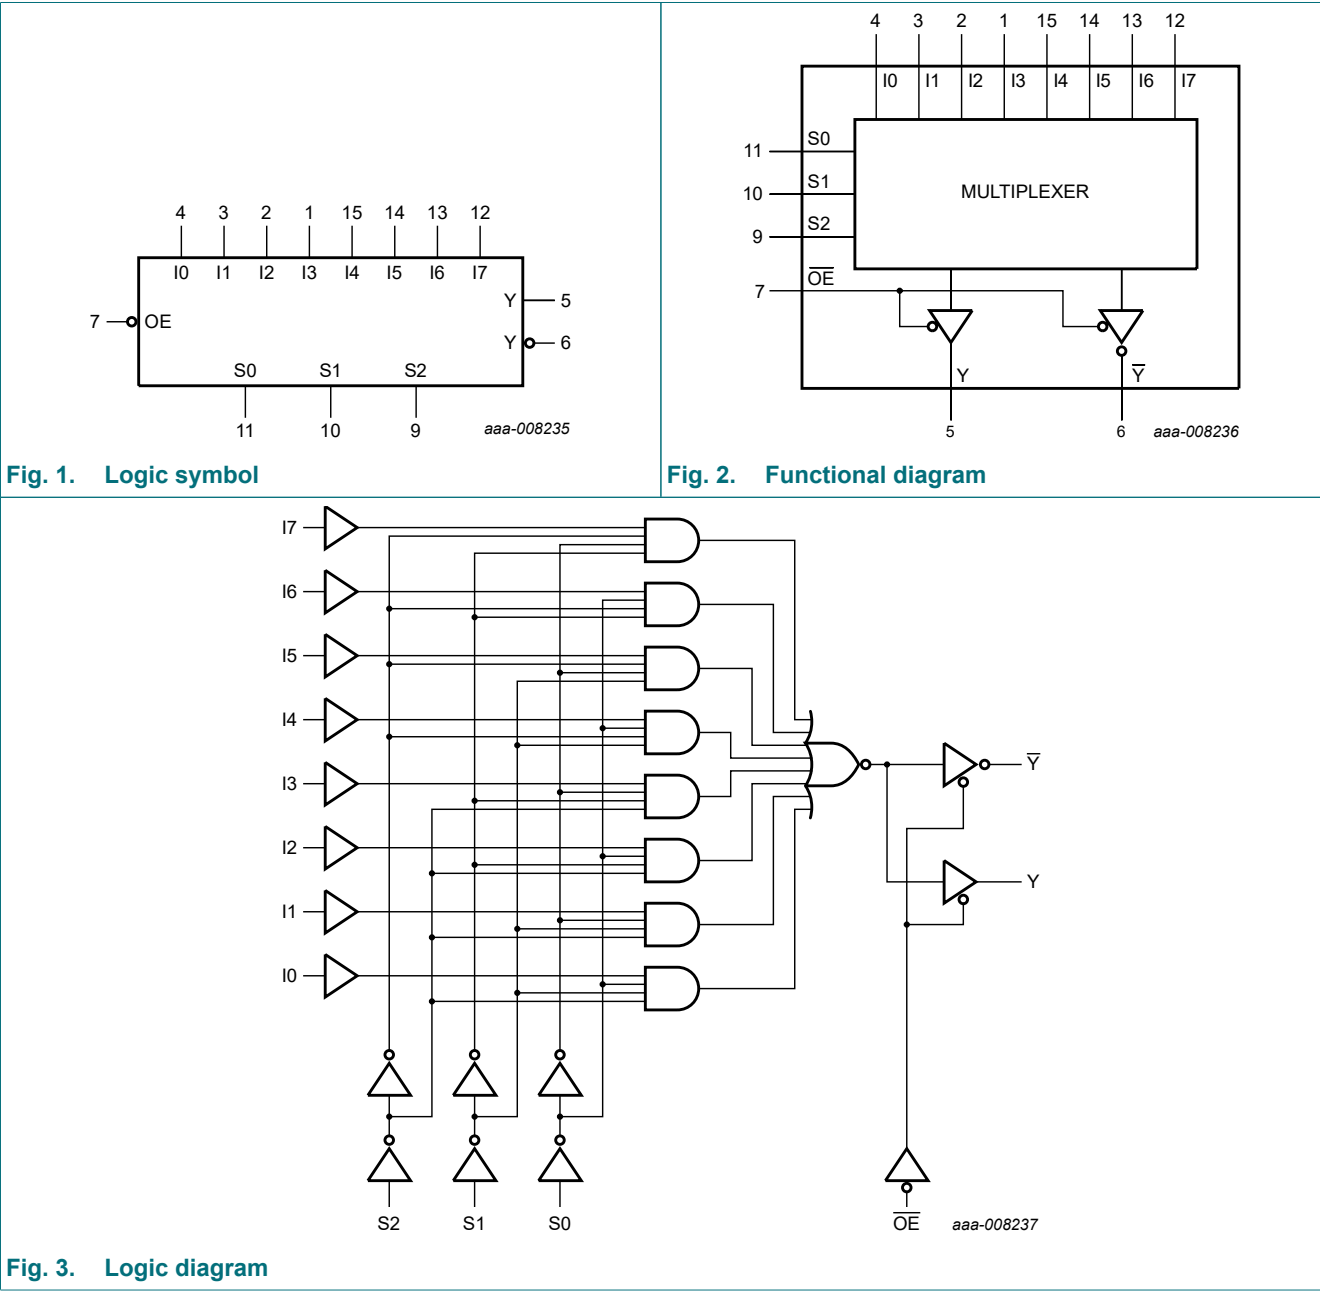 4 3 2 1 15 14 13 12
I0 I1 I2 I3 I4 I5 I6 I7
7 OE
Y 5
Y 6
S0 S1 S2
11 10 9
aaa-008235
Fig. 1. Logic symbol
4 3 2 1 15 14 13 12
I0 I1 I2 I3 I4 I5 I6 I7
11 S0
10 S1
9 S2
7 O̅E̅
MULTIPLEXER
Y Y̅
5 6
aaa-008236
Fig. 2. Functional diagram
I7
I6
I5
I4
I3
I2
I1
I0
Y̅
Y
S2 S1 S0 O̅E̅
aaa-008237
Fig. 3. Logic diagram